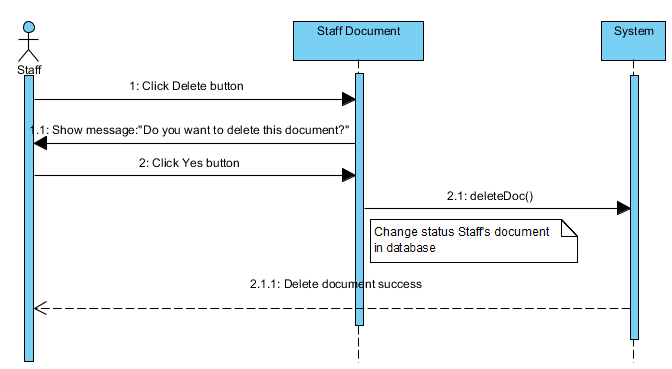 Staff Document
System
Staff
1: Click Delete button
1.1: Show message:"Do you want to delete this document?"
2: Click Yes button
2.1: deleteDoc()
Change status Staff's document
in database
2.1.1: Delete document success